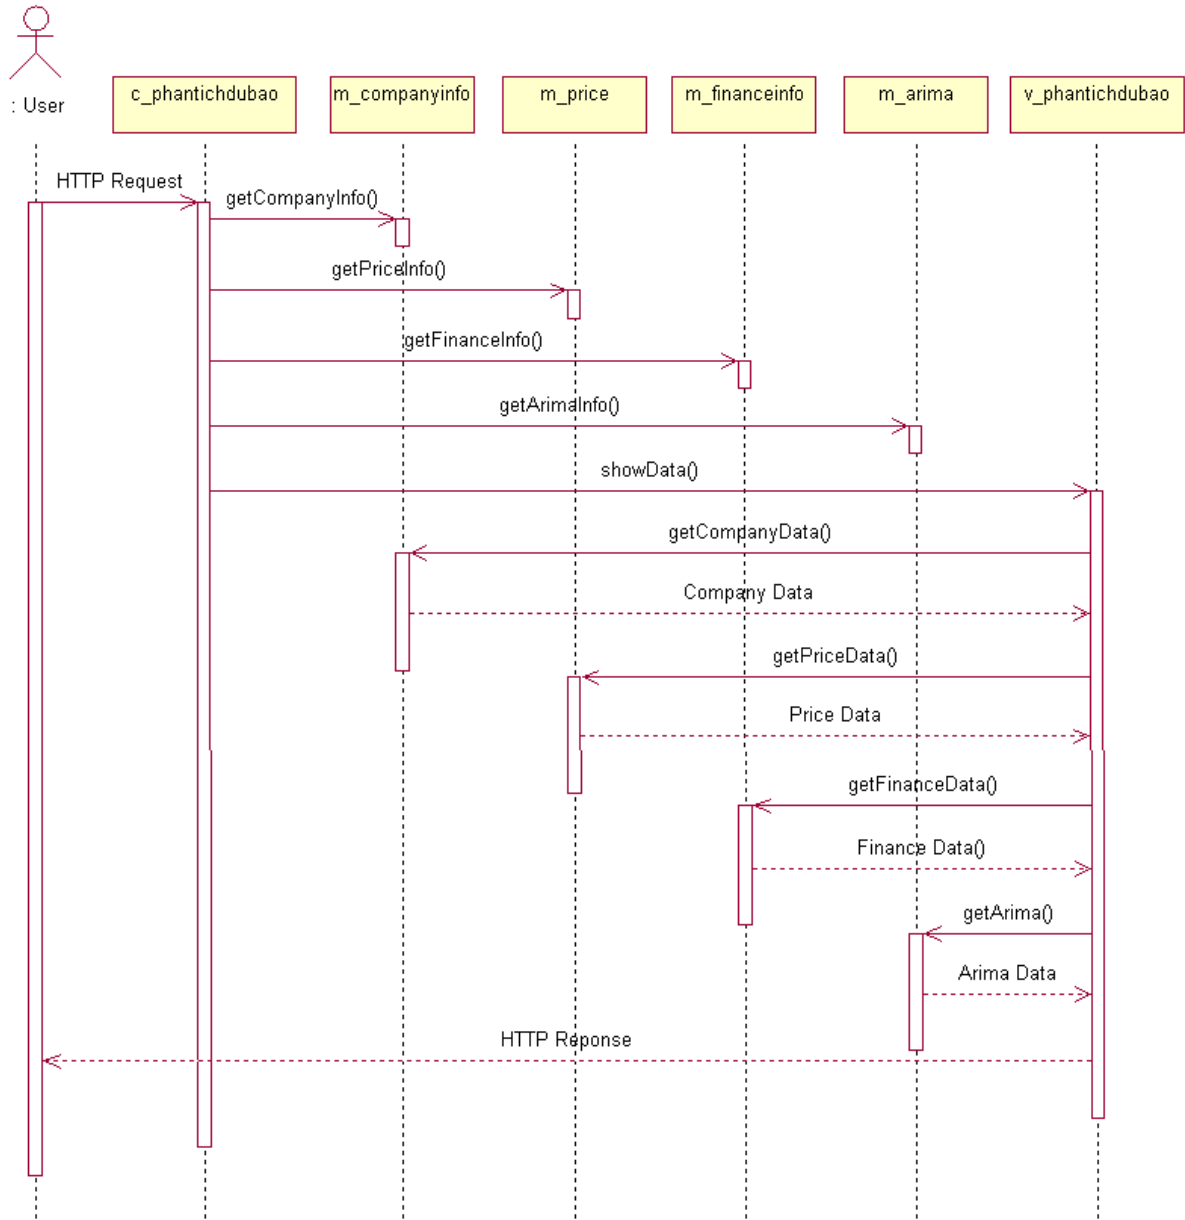 : User
c_phantichdubao
m_companyinfo
m_price
m_financeinfo
m_arima
v_phantichdubao
HTTP Request
getCompanyInfo()
getPriceInfo()
getFinanceInfo()
getArimaInfo()
showData()
getCompanyData()
Company Data
getPriceData()
Price Data
getFinanceData()
Finance Data()
getArima()
Arima Data
HTTP Reponse